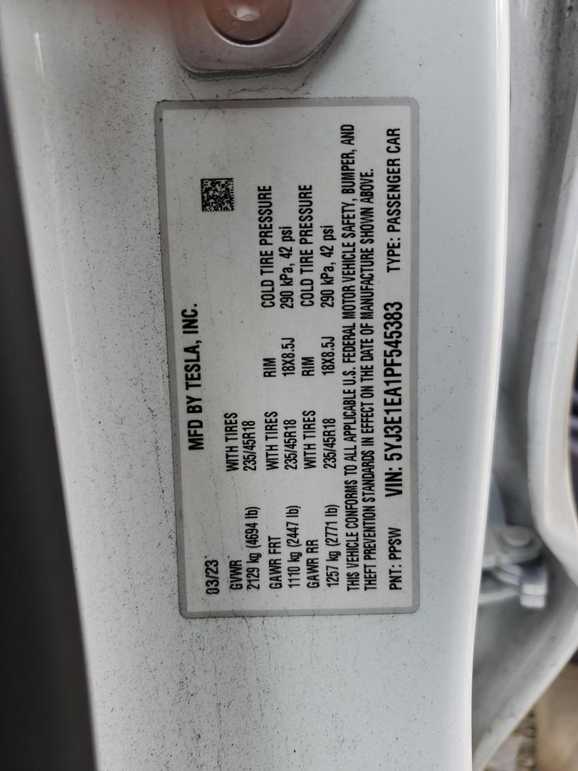 MFD BY TESLA, INC.
03/23
GVWR WITH TIRES
2129 kg (4694 lb) 235/45R18
GAWR FRT WITH TIRES RIM COLD TIRE PRESSURE
1110 kg (2447 lb) 235/45R18 18X8.5J 290 kPa, 42 psi
GAWR RR WITH TIRES RIM COLD TIRE PRESSURE
1257 kg (2771 lb) 235/45R18 18X8.5J 290 kPa, 42 psi
THIS VEHICLE CONFORMS TO ALL APPLICABLE U.S. FEDERAL MOTOR VEHICLE SAFETY, BUMPER, AND
THEFT PREVENTION STANDARDS IN EFFECT ON THE DATE OF MANUFACTURE SHOWN ABOVE.
PNT: PPSW VIN: 5YJ3E1EA1PF545383 TYPE: PASSENGER CAR